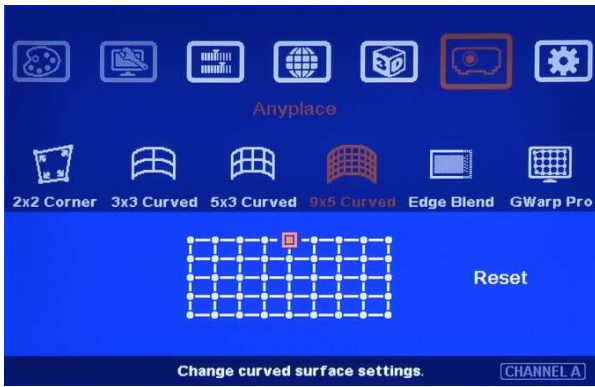 3D
Anyplace
2x2 Corner 3x3 Curved 5x3 Curved 9x5 Curved Edge Blend GWarp Pro
Reset
Change curved surface settings.
CHANNEL A